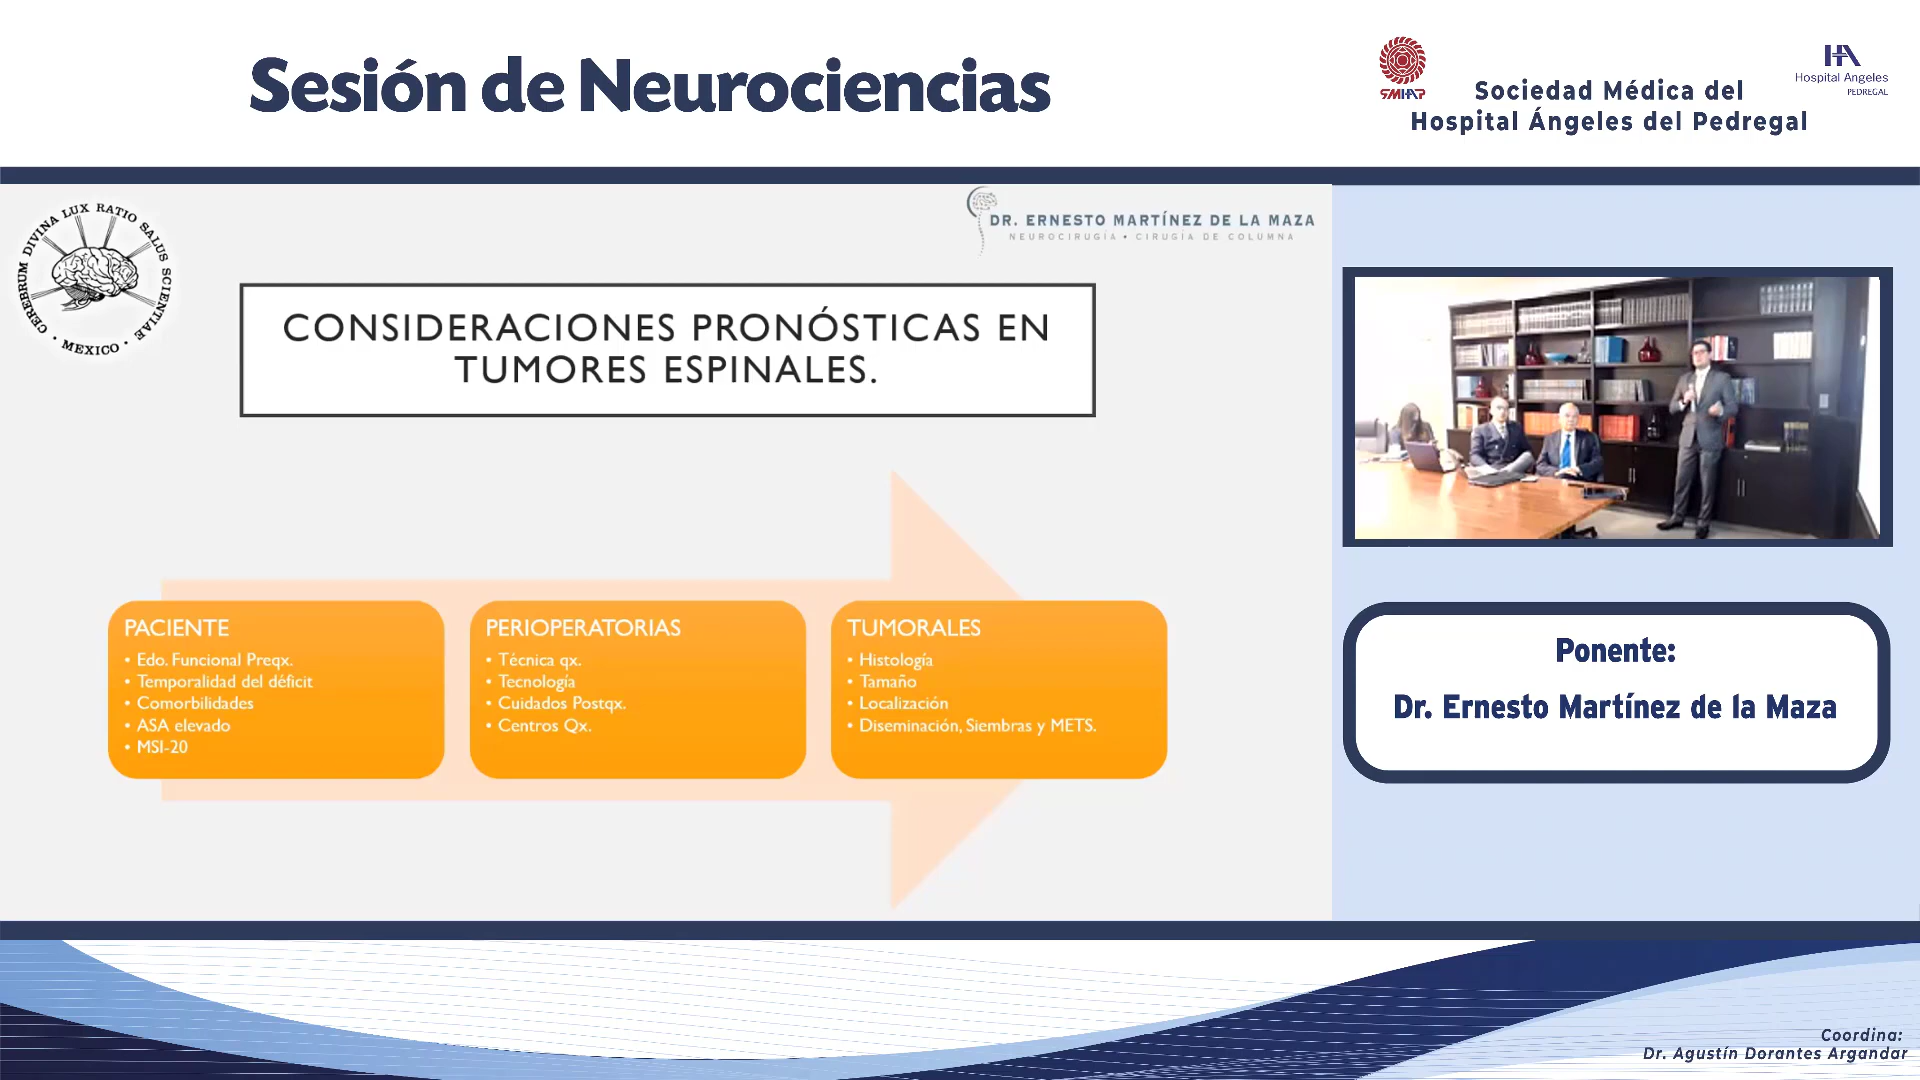 Sesión de Neurociencias
SMHAP
Sociedad Médica del
Hospital Ángeles del Pedregal
HA
Hospital Angeles
PEDREGAL
CEREBRUM DIVINA LUX RATIO SALUS SCIENTIAE
• MEXICO •
DR. ERNESTO MARTÍNEZ DE LA MAZA
NEUROCIRUGÍA • CIRUGÍA DE COLUMNA
CONSIDERACIONES PRONÓSTICAS EN
TUMORES ESPINALES.
PACIENTE
• Edo. Funcional Preqx.
• Temporalidad del déficit
• Comorbilidades
• ASA elevado
• MSI-20
PERIOPERATORIAS
• Técnica qx.
• Tecnología
• Cuidados Postqx.
• Centros Qx.
TUMORALES
• Histología
• Tamaño
• Localización
• Diseminación, Siembras y METS.
Ponente:
Dr. Ernesto Martínez de la Maza
Coordina:
Dr. Agustín Dorantes Argandar